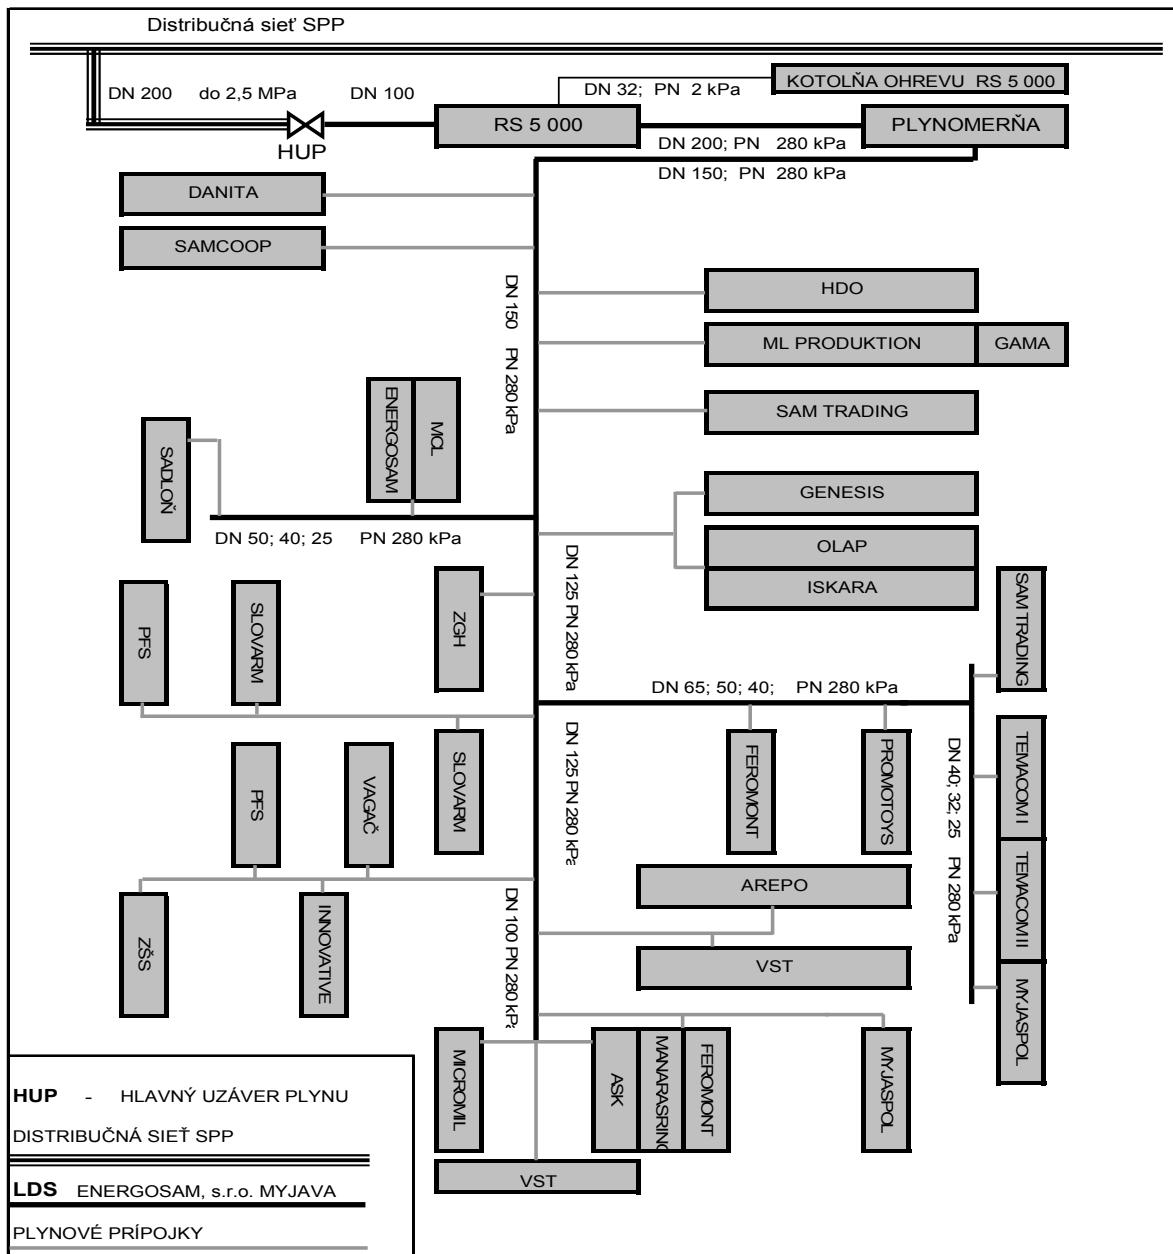 Distribučná sieť SPP
DN 200 do 2,5 MPa
DN 100
DN 32; PN 2 kPa
KOTOLŇA OHREVU RS 5 000
RS 5 000
PLYNOMERŇA
HUP
DN 200; PN 280 kPa
DN 150; PN 280 kPa
DANITA
SAMCOOP
HDO
DN 150 PN 280 kPa
ML PRODUKTION
GAMA
ENERGOSAM
MCL
SAM TRADING
SADLOŇ
GENESIS
DN 50; 40; 25 PN 280 kPa
OLAP
ISKARA
DN 125 PN 280 kPa
SAM TRADING
PFS
SLOVARM
ZGH
DN 65; 50; 40; PN 280 kPa
PFS
VAGAČ
SLOVARM
DN 125 PN 280 kPa
FEROMONT
PROMOTOYS
DN 40; 32; 25 PN 280 kPa
TEMACOM I
TEMACOM II
MYJASPOL
AREPO
VST
ZŠS
INNOVATIVE
DN 100 PN 280 kPa
MICROMIL
ASK
MANARASRING
FEROMONT
MYJASPOL
VST
HUP - HLAVNÝ UZÁVER PLYNU
DISTRIBUČNÁ SIEŤ SPP
LDS ENERGOSAM, s.r.o. MYJAVA
PLYNOVÉ PRÍPOJKY